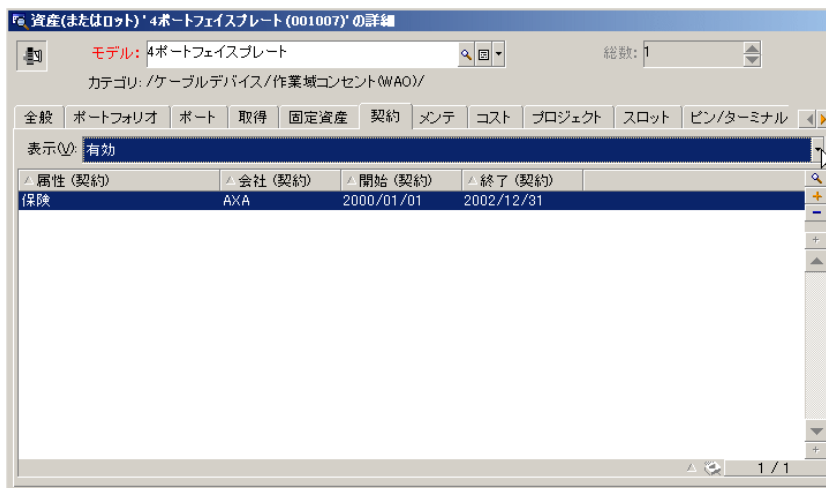 資産(またはロット) '4ポートフェイスプレート (001007)' の詳細
モデル: 4ポートフェイスプレート 総数: 1
カテゴリ: /ケーブルデバイス/作業域コンセント(WAO)/
全般 ポートフォリオ ポート 取得 固定資産 契約 メンテ コスト プロジェクト スロット ピン/ターミナル
表示(V): 有効
属性 (契約) 会社 (契約) 開始 (契約) 終了 (契約)
保険 AXA 2000/01/01 2002/12/31
1 / 1